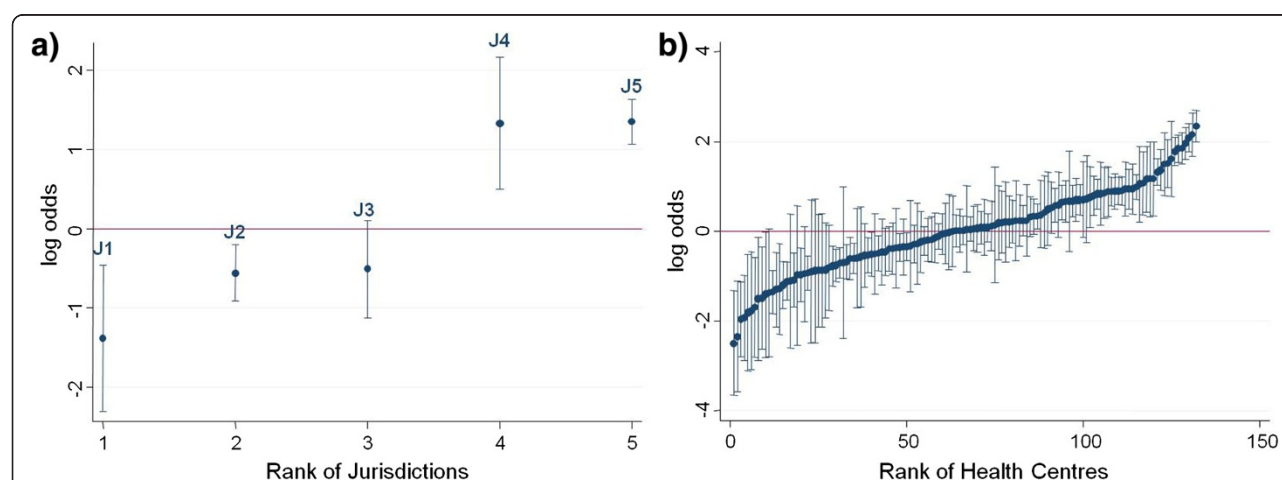 a)
J1
J2
J3
J4
J5
2
1
0
-1
-2
log odds
1 2 3 4 5
Rank of Jurisdictions
b)
4
2
0
-2
-4
log odds
0 50 100 150
Rank of Health Centres